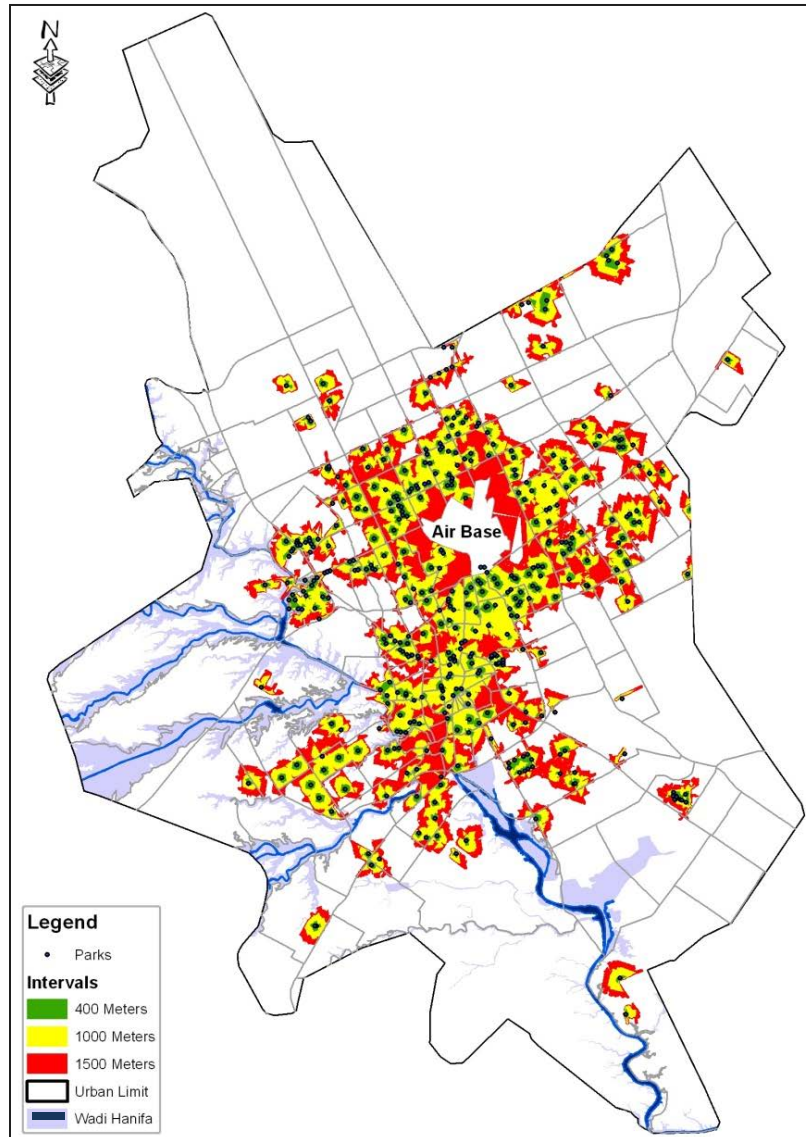 N
Air Base
Legend
Parks
Intervals
400 Meters
1000 Meters
1500 Meters
Urban Limit
Wadi Hanifa